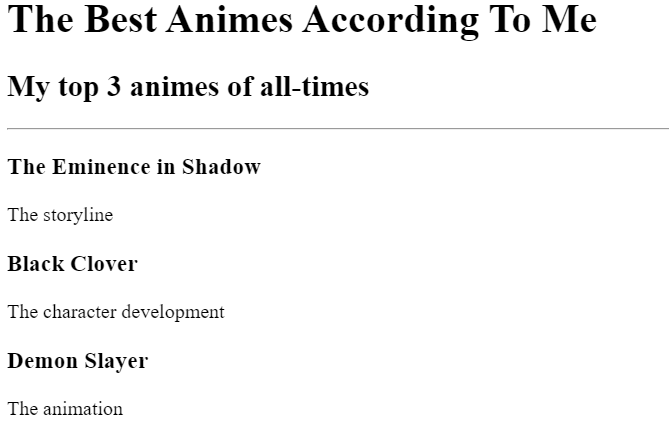 The Best Animes According To Me
My top 3 animes of all-times
The Eminence in Shadow
The storyline
Black Clover
The character development
Demon Slayer
The animation